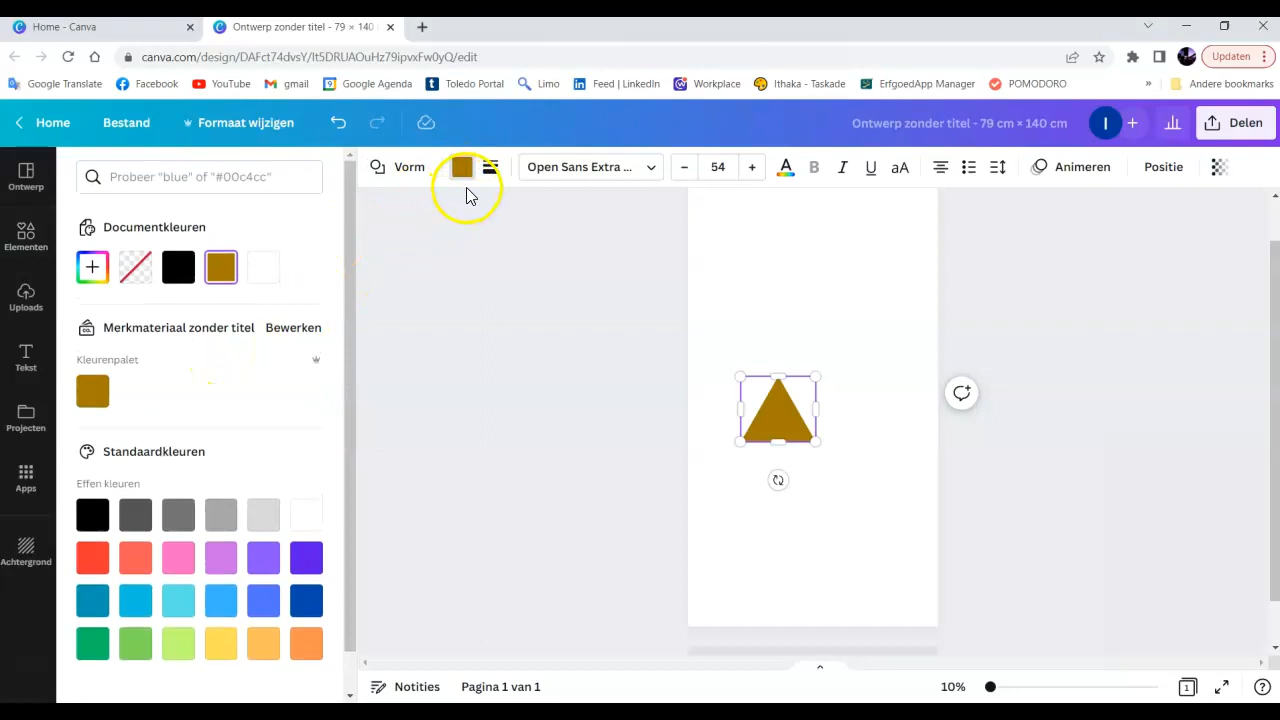 Home - Canva
Ontwerp zonder titel - 79 × 140
canva.com/design/DAFct74dvsY/It5DRUAOuHz79ipvxFw0yQ/edit
Updaten
Google Translate
Facebook
YouTube
gmail
Google Agenda
Toledo Portal
Limo
Feed | LinkedIn
Workplace
Ithaka - Taskade
ErfgoedApp Manager
POMODORO
»
Andere bookmarks
Home
Bestand
Formaat wijzigen
Ontwerp zonder titel - 79 cm × 140 cm
I
Delen
Ontwerp
Elementen
Uploads
Tekst
Projecten
Apps
Achtergrond
Probeer "blue" of "#00c4cc"
Documentkleuren
Merkmateriaal zonder titel
Bewerken
Kleurenpalet
Standaardkleuren
Effen kleuren
Vorm
Open Sans Extra ...
54
A
B
I
U
aA
Animeren
Positie
Notities
Pagina 1 van 1
10%
1